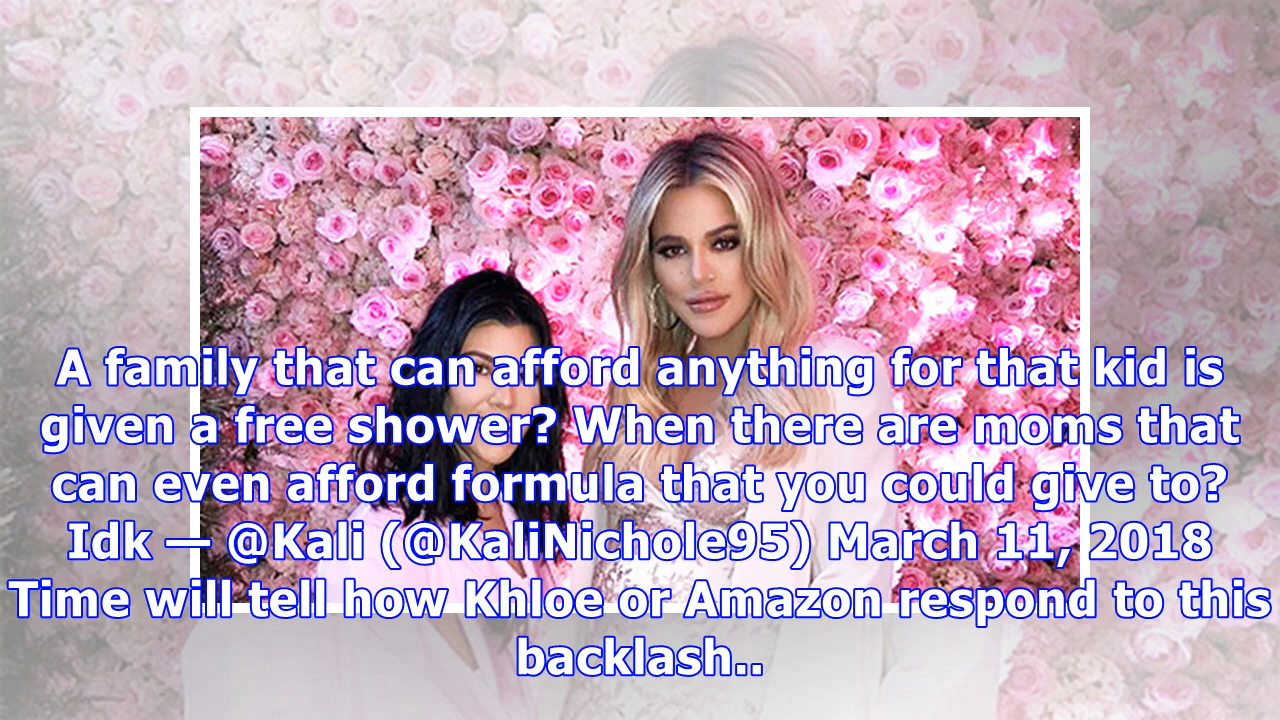 A family that can afford anything for that kid is
given a free shower? When there are moms that
can even afford formula that you could give to?
Idk — @Kali (@KaliNichole95) March 11, 2018
Time will tell how Khloe or Amazon respond to this
backlash..